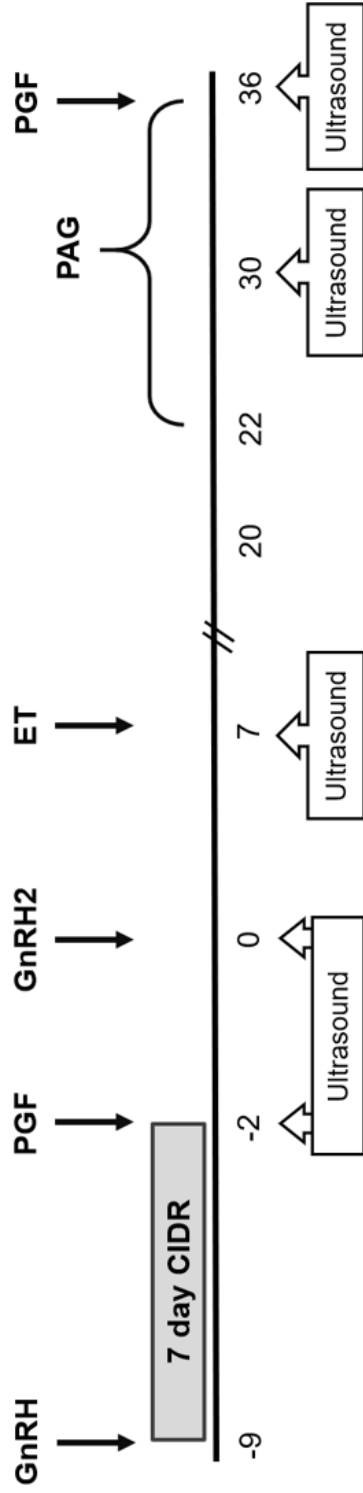 GnRH
PGF
GnRH2
ET
PAG
PGF
7 day CIDR
-9
-2
0
7
20
22
30
36
Ultrasound
Ultrasound
Ultrasound
Ultrasound